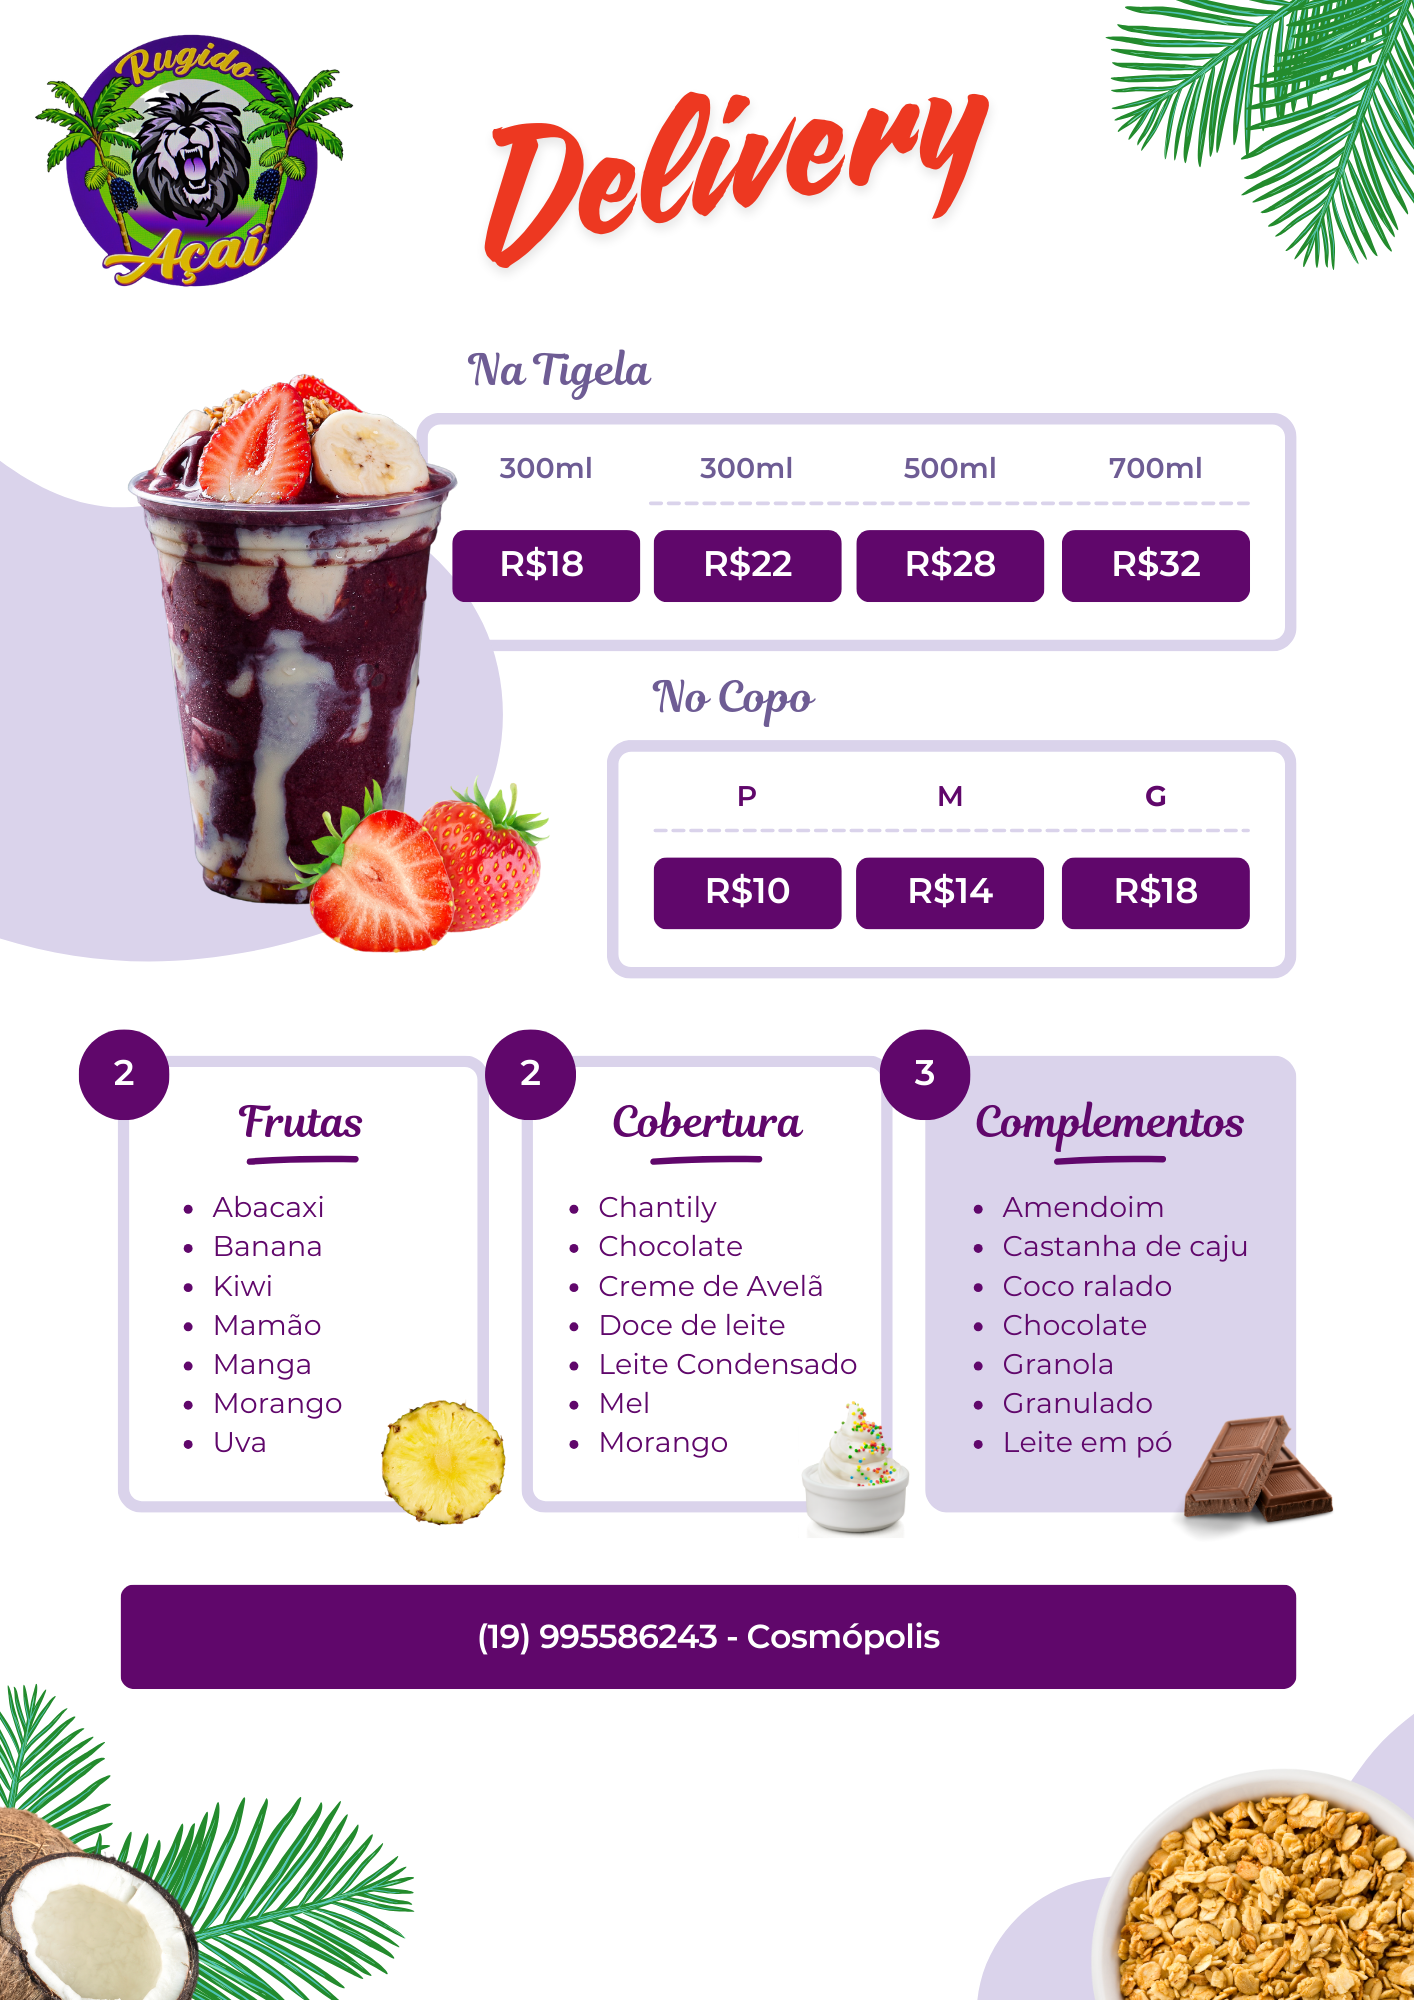 Rugido
Açaí
Delivery
Na Tigela
300ml 300ml 500ml 700ml
R$18 R$22 R$28 R$32
No Copo
P M G
R$10 R$14 R$18
2
Frutas
Abacaxi
Banana
Kiwi
Mamão
Manga
Morango
Uva
2
Cobertura
Chantily
Chocolate
Creme de Avelã
Doce de leite
Leite Condensado
Mel
Morango
3
Complementos
Amendoim
Castanha de caju
Coco ralado
Chocolate
Granola
Granulado
Leite em pó
(19) 995586243 - Cosmópolis